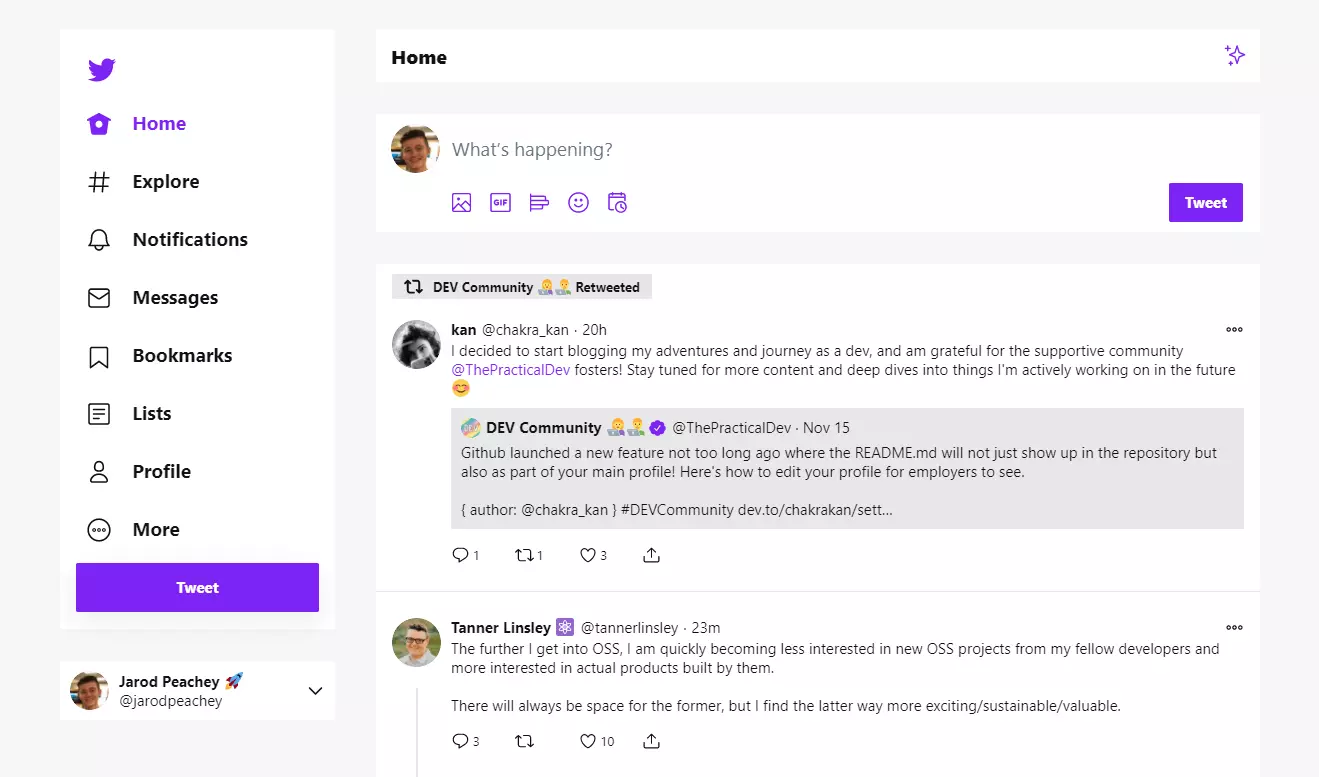 Home
Explore
Notifications
Messages
Bookmarks
Lists
Profile
More
Tweet
Jarod Peachey 🚀
@jarodpeachey
Home
What's happening?
GIF
Tweet
DEV Community 👩‍💻👨‍💻 Retweeted
kan @chakra_kan · 20h
I decided to start blogging my adventures and journey as a dev, and am grateful for the supportive community
@ThePracticalDev fosters! Stay tuned for more content and deep dives into things I'm actively working on in the future
😊
DEV Community 👩‍💻👨‍💻 @ThePracticalDev · Nov 15
Github launched a new feature not too long ago where the README.md will not just show up in the repository but
also as part of your main profile! Here's how to edit your profile for employers to see.
{ author: @chakra_kan } #DEVCommunity dev.to/chakrakan/sett...
1 1 3
Tanner Linsley ⚛️ @tannerlinsley · 23m
The further I get into OSS, I am quickly becoming less interested in new OSS projects from my fellow developers and
more interested in actual products built by them.
There will always be space for the former, but I find the latter way more exciting/sustainable/valuable.
3 10